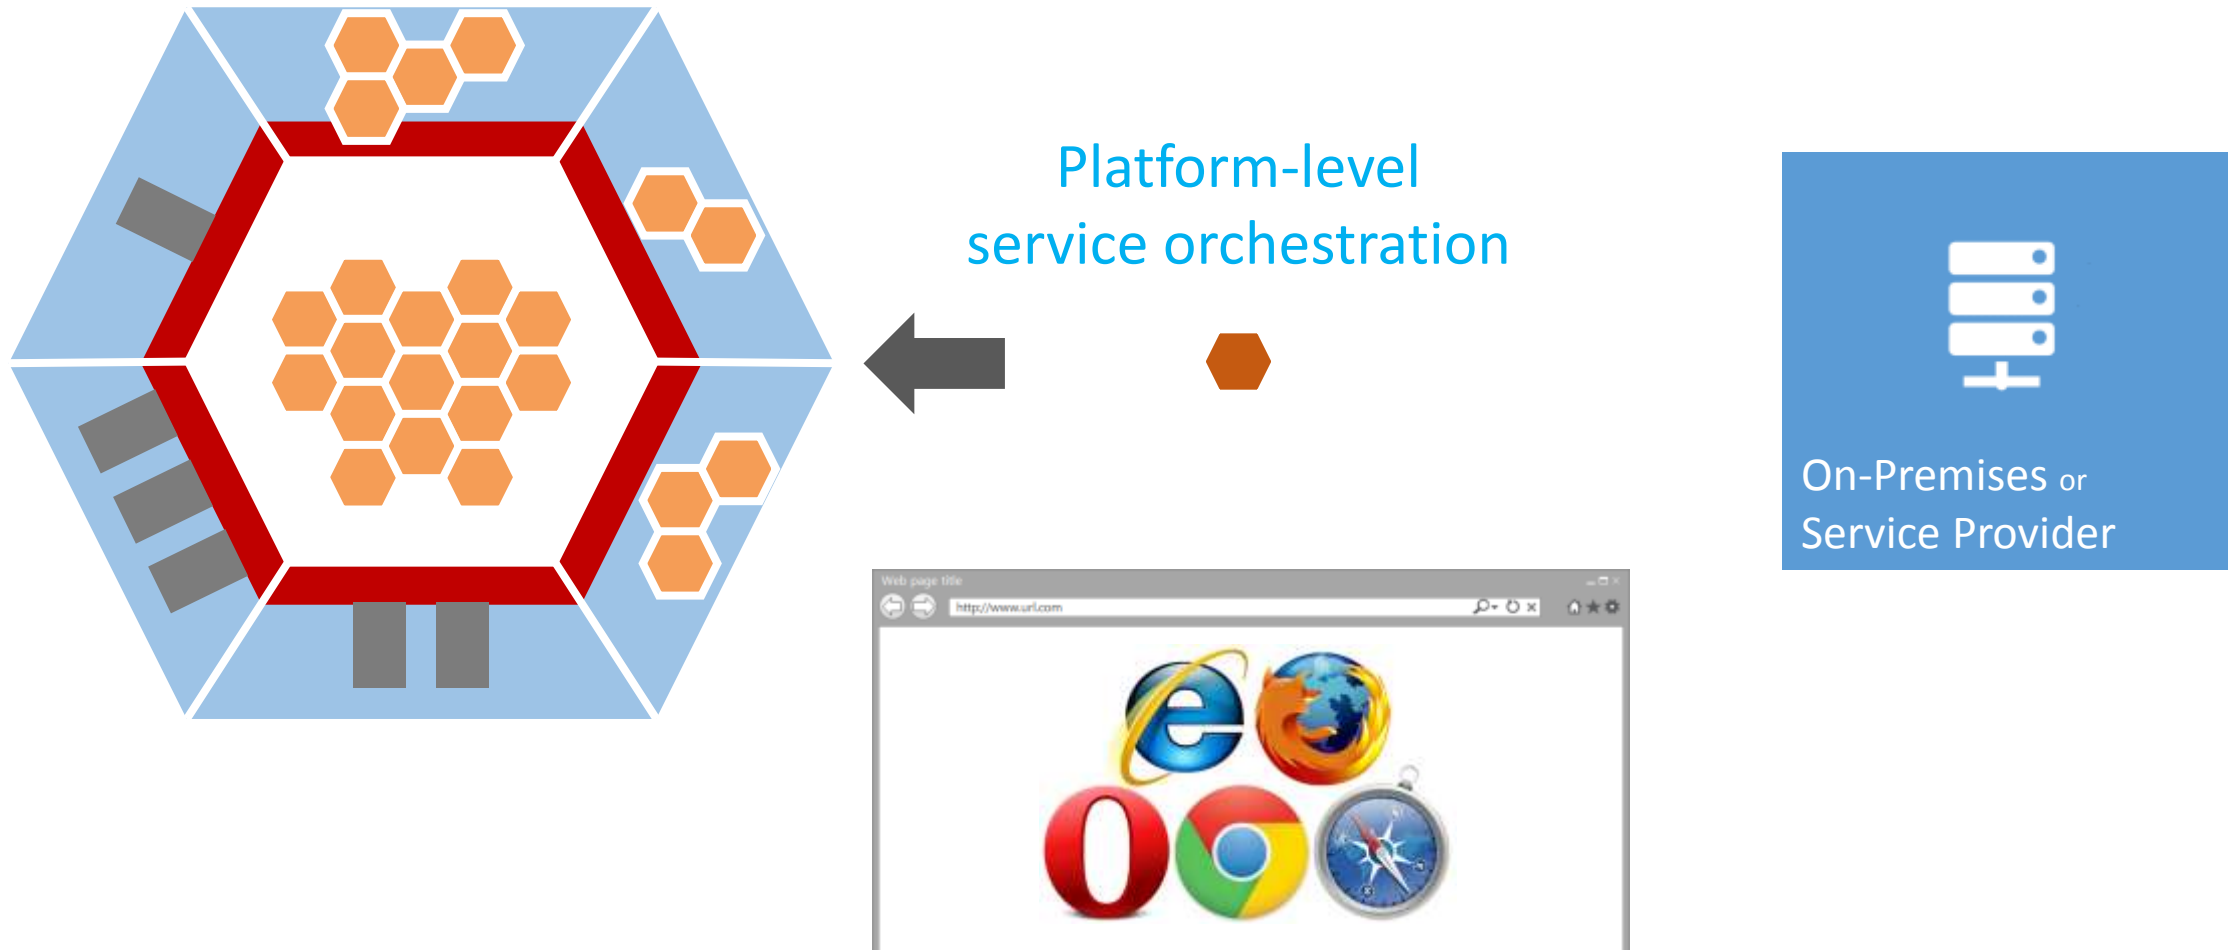 Platform-level
service orchestration
On-Premises or
Service Provider
Web page title
http://www.url.com